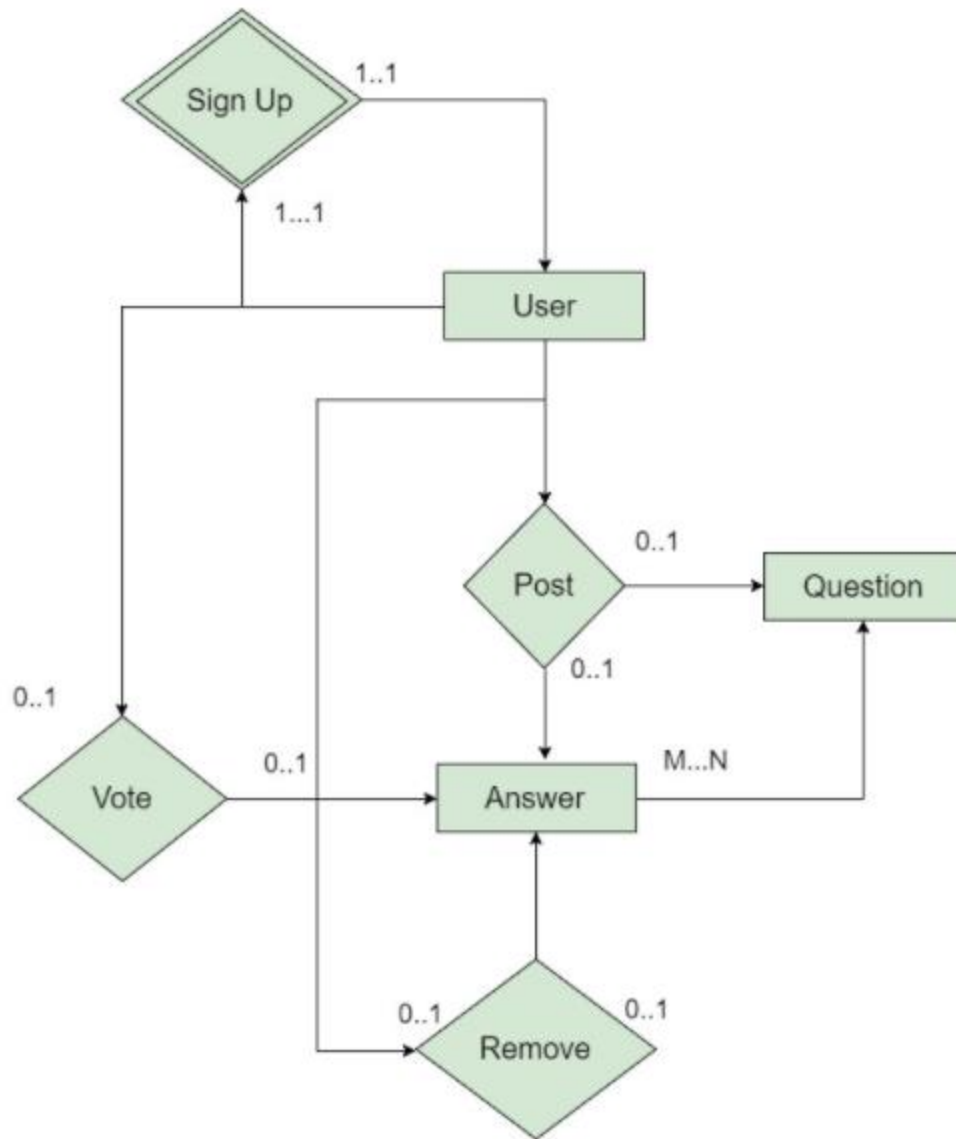 1..1
Sign Up
1...1
User
0..1
Post
Question
0..1
0..1
0..1
M...N
Vote
Answer
0..1
0..1
Remove